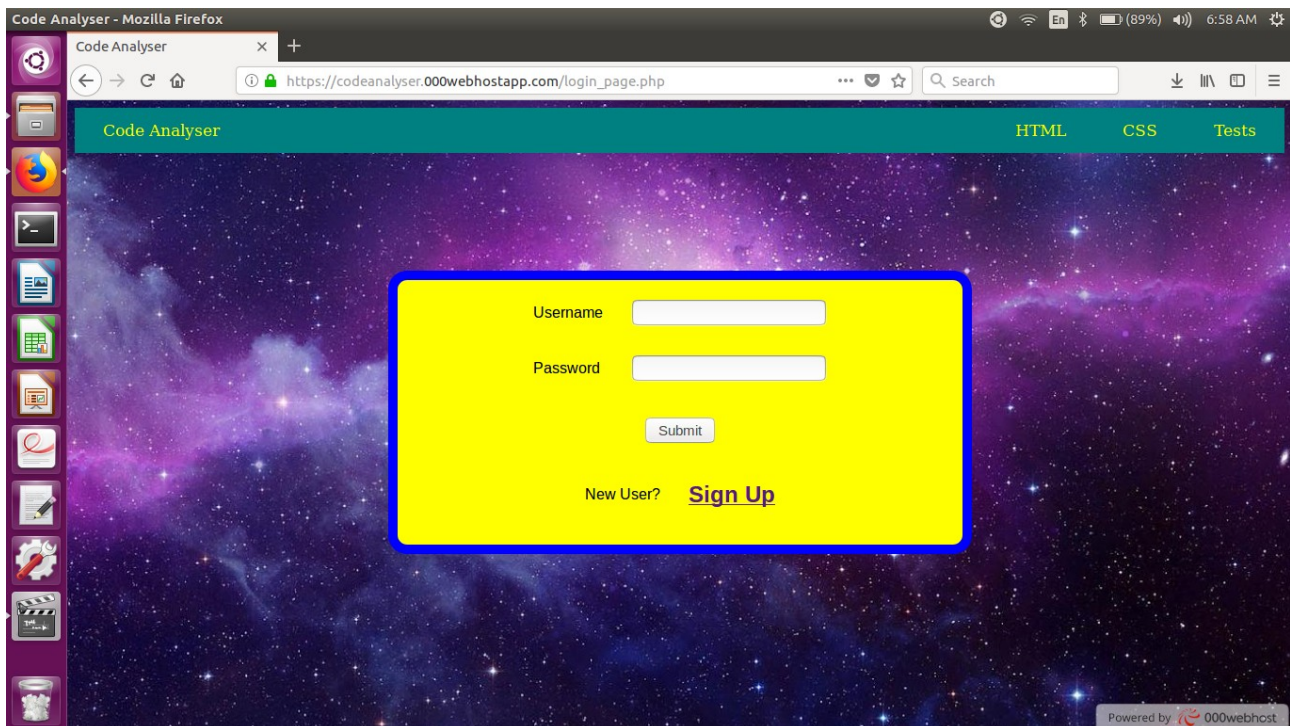 Code Analyser - Mozilla Firefox
En (89%) 6:58 AM
Code Analyser
https://codeanalyser.000webhostapp.com/login_page.php Search
Code Analyser HTML CSS Tests
Username
Password
Submit
New User? Sign Up
Powered by 000webhost